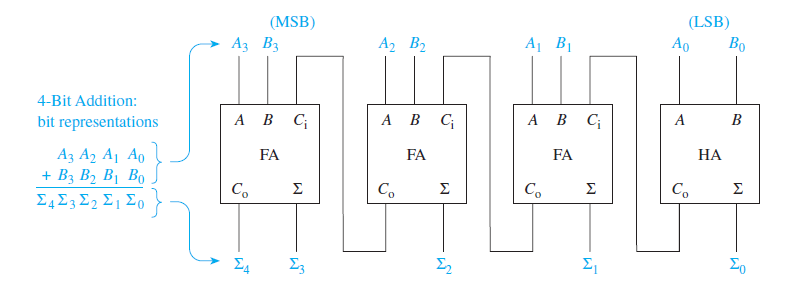 (MSB) (LSB)
A₃ B₃ A₂ B₂ A₁ B₁ A₀ B₀
4-Bit Addition:
bit representations
A₃ A₂ A₁ A₀
+ B₃ B₂ B₁ B₀
Σ₄ Σ₃ Σ₂ Σ₁ Σ₀
A B Cᵢ A B Cᵢ A B Cᵢ A B
FA FA FA HA
Cₒ Σ Cₒ Σ Cₒ Σ Cₒ Σ
Σ₄ Σ₃ Σ₂ Σ₁ Σ₀